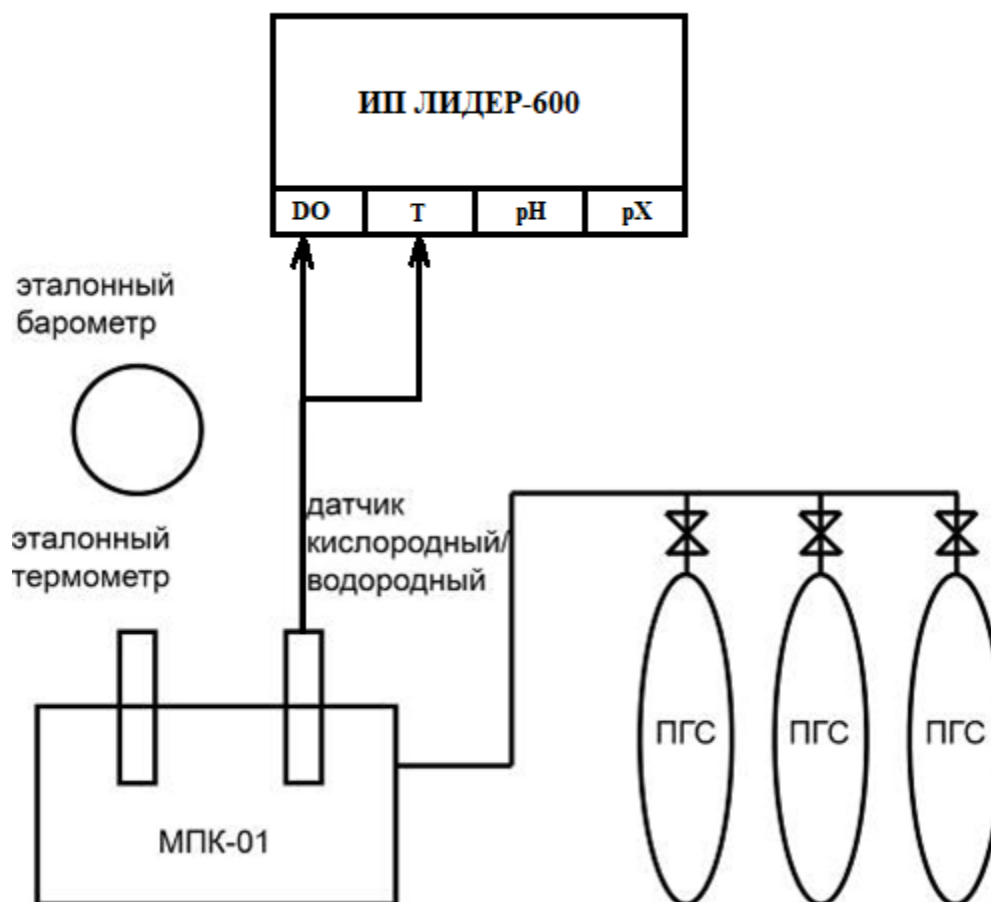 ИП ЛИДЕР-600
DO
T
pH
pX
эталонный
барометр
датчик
кислородный/
водородный
эталонный
термометр
ПГС
ПГС
ПГС
МПК-01